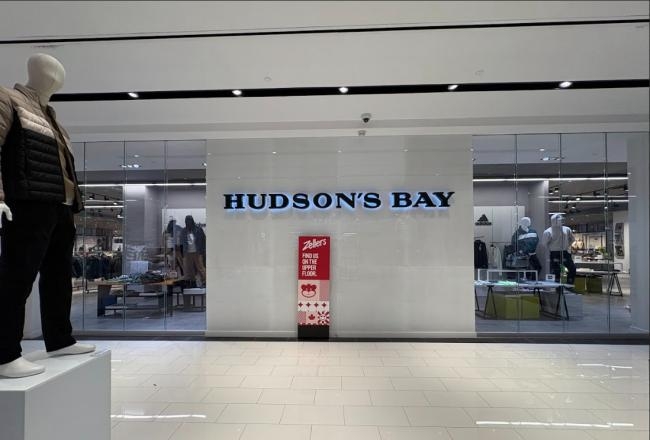 HUDSON'S BAY
Zellers
FIND US
ON THE
UPPER
FLOOR.